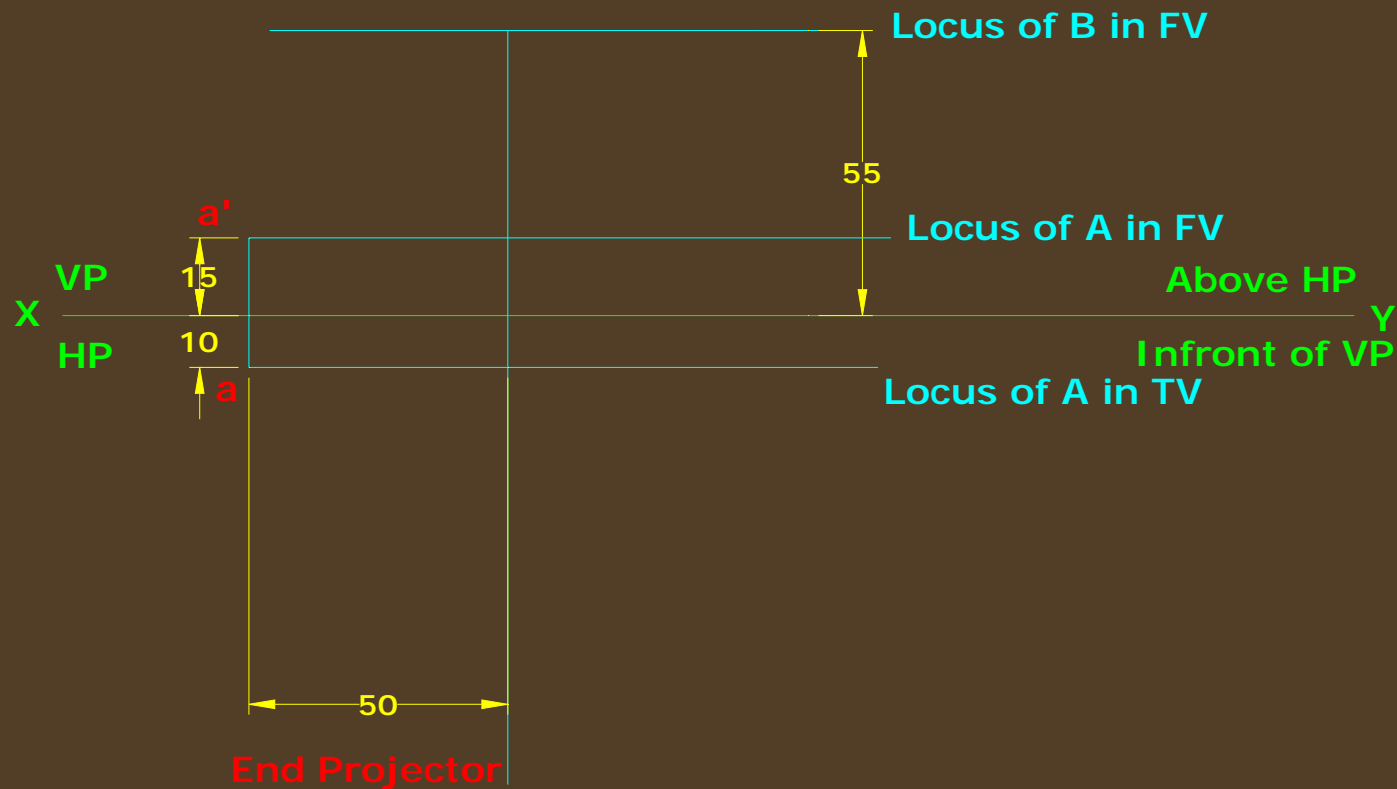 Locus of B in FV
55
a'
Locus of A in FV
VP
15
Above HP
X
Y
10
HP
Infront of VP
a
Locus of A in TV
50
End Projector